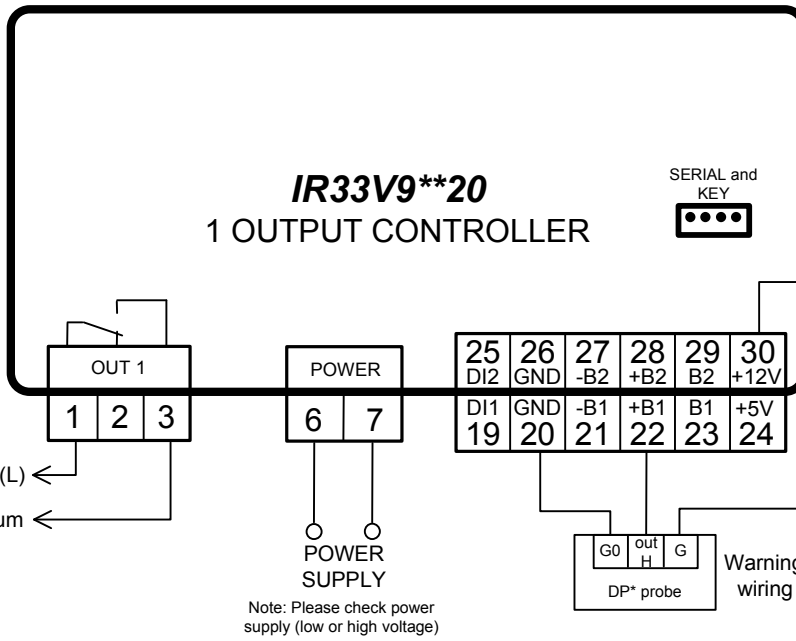 IR33V9**20
1 OUTPUT CONTROLLER
SERIAL and
KEY
OUT 1
1 2 3
POWER
6 7
25 26 27 28 29 30
DI2 GND -B2 +B2 B2 +12V
DI1 GND -B1 +B1 B1 +5V
19 20 21 22 23 24
(L)
um
POWER
SUPPLY
Note: Please check power
supply (low or high voltage)
G0 out H G
DP* probe
Warning
wiring